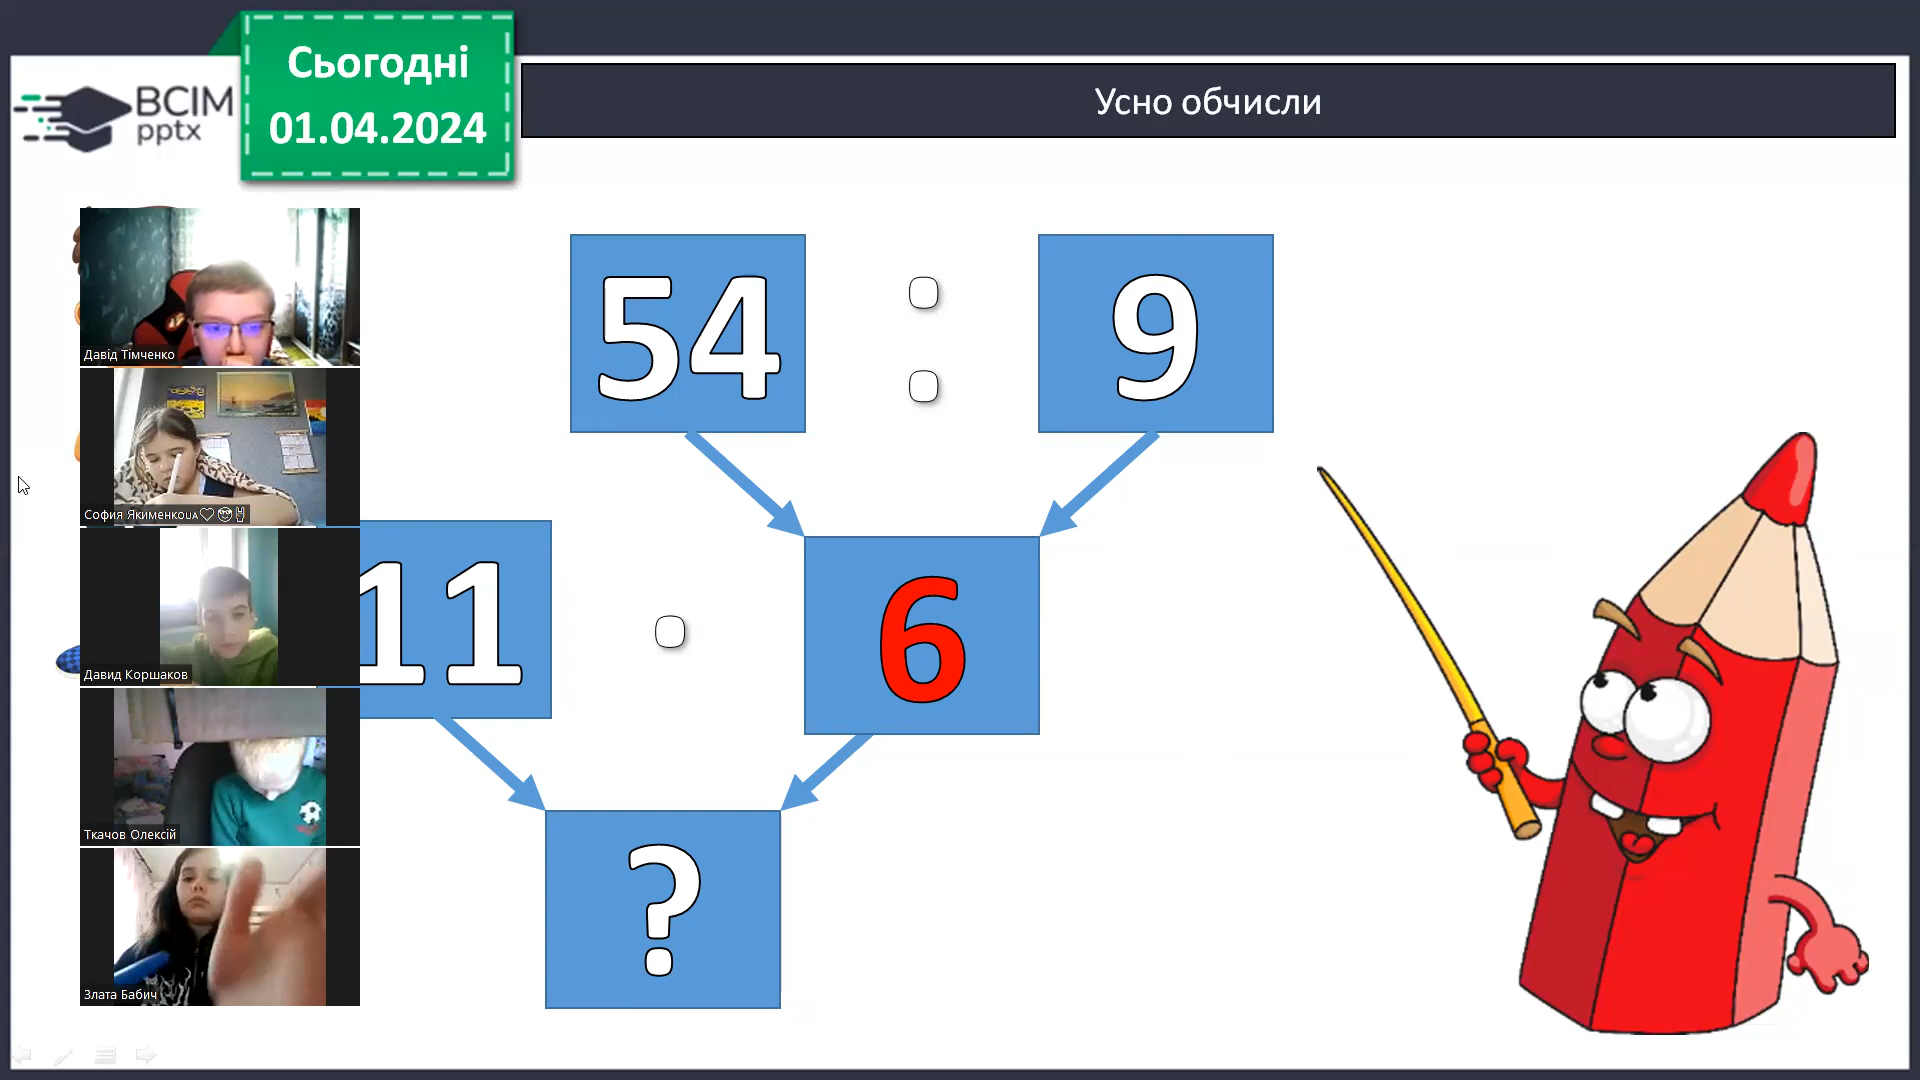 Сьогодні
01.04.2024
ВСІМ
pptx
Усно обчисли
54 : 9
11 · 6
?
Давід Тімченко
София Якименкоᴜᴀ♡
Давид Коршаков
Ткачов Олексій
Злата Бабич